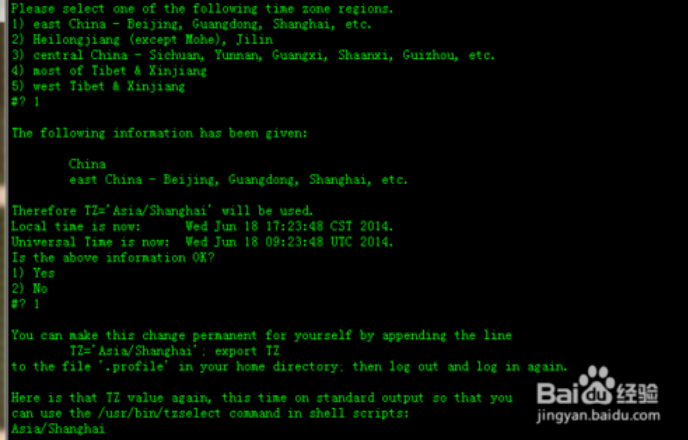 Please select one of the following time zone regions.
1) east China - Beijing, Guangdong, Shanghai, etc.
2) Heilongjiang (except Mohe), Jilin
3) central China - Sichuan, Yunnan, Guangxi, Shaanxi, Guizhou, etc.
4) most of Tibet & Xinjiang
5) west Tibet & Xinjiang
#? 1
The following information has been given:
China
east China - Beijing, Guangdong, Shanghai, etc.
Therefore TZ='Asia/Shanghai' will be used.
Local time is now: Wed Jun 18 17:23:48 CST 2014.
Universal Time is now: Wed Jun 18 09:23:48 UTC 2014.
Is the above information OK?
1) Yes
2) No
#? 1
You can make this change permanent for yourself by appending the line
TZ='Asia/Shanghai'; export TZ
to the file '.profile' in your home directory; then log out and log in again.
Here is that TZ value again, this time on standard output so that you
can use the /usr/bin/tzselect command in shell scripts:
Asia/Shanghai
Bai du 经验
jingyan.baidu.com